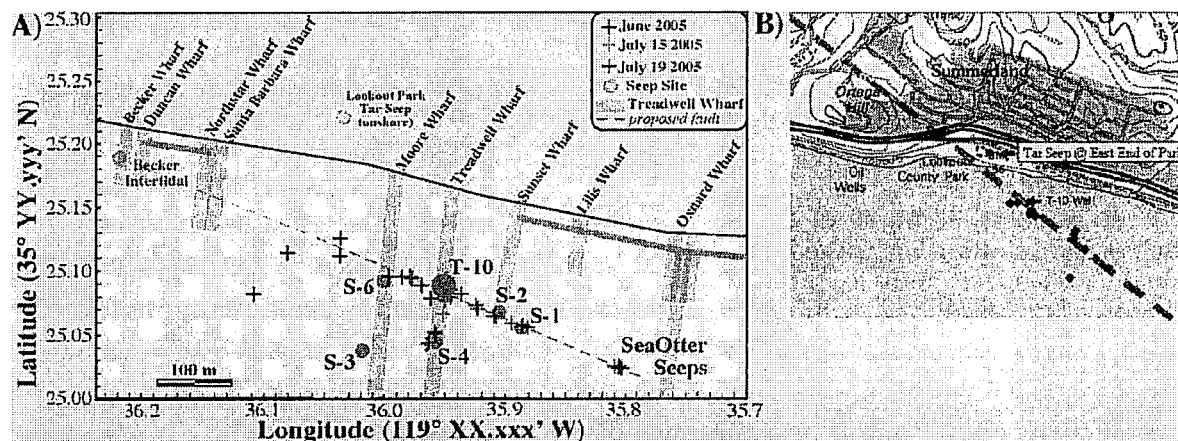 A)
25.30
25.25
25.20
25.15
25.10
25.05
25.00
Latitude (35° YY.yyy' N)
Becker Wharf
Duncan Wharf
Northstar Wharf
Santa Barbara Wharf
Lookout Park
Tar Seep
(onshore)
Moore Wharf
Treadwell Wharf
Sunset Wharf
Lillis Wharf
Oxnard Wharf
June 2005
July 15 2005
July 19 2005
Seep Site
Treadwell Wharf
proposed fault
Becker
Intertidal
S-6
T-10
S-2
S-1
S-3
S-4
SeaOtter
Seeps
100 m
36.2
36.1
36.0
35.9
35.8
35.7
Longitude (119° XX.xxx' W)
B)
Summerland
Ortega
Hill
Oil
Wells
Lookout
County Park
Tar Seep @ East End of Par
T-10 Well